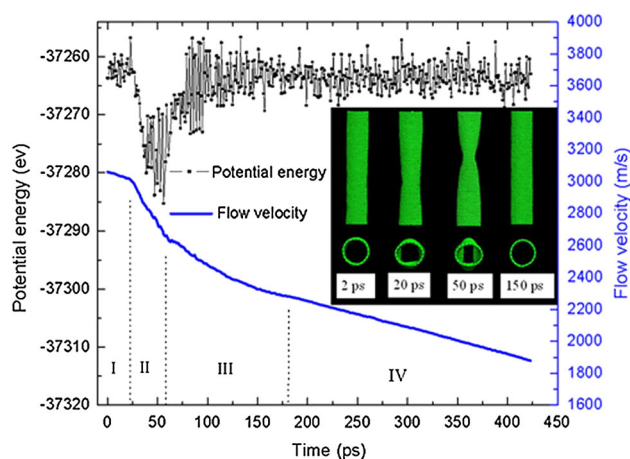 Potential energy (ev)
-37260
-37270
-37280
-37290
-37300
-37310
-37320
0 50 100 150 200 250 300 350 400 450
Time (ps)
4000
3800
3600
3400
3200
3000
2800
2600
2400
2200
2000
1800
1600
Flow velocity (m/s)
Potential energy
Flow velocity
2 ps 20 ps 50 ps 150 ps
I II III IV